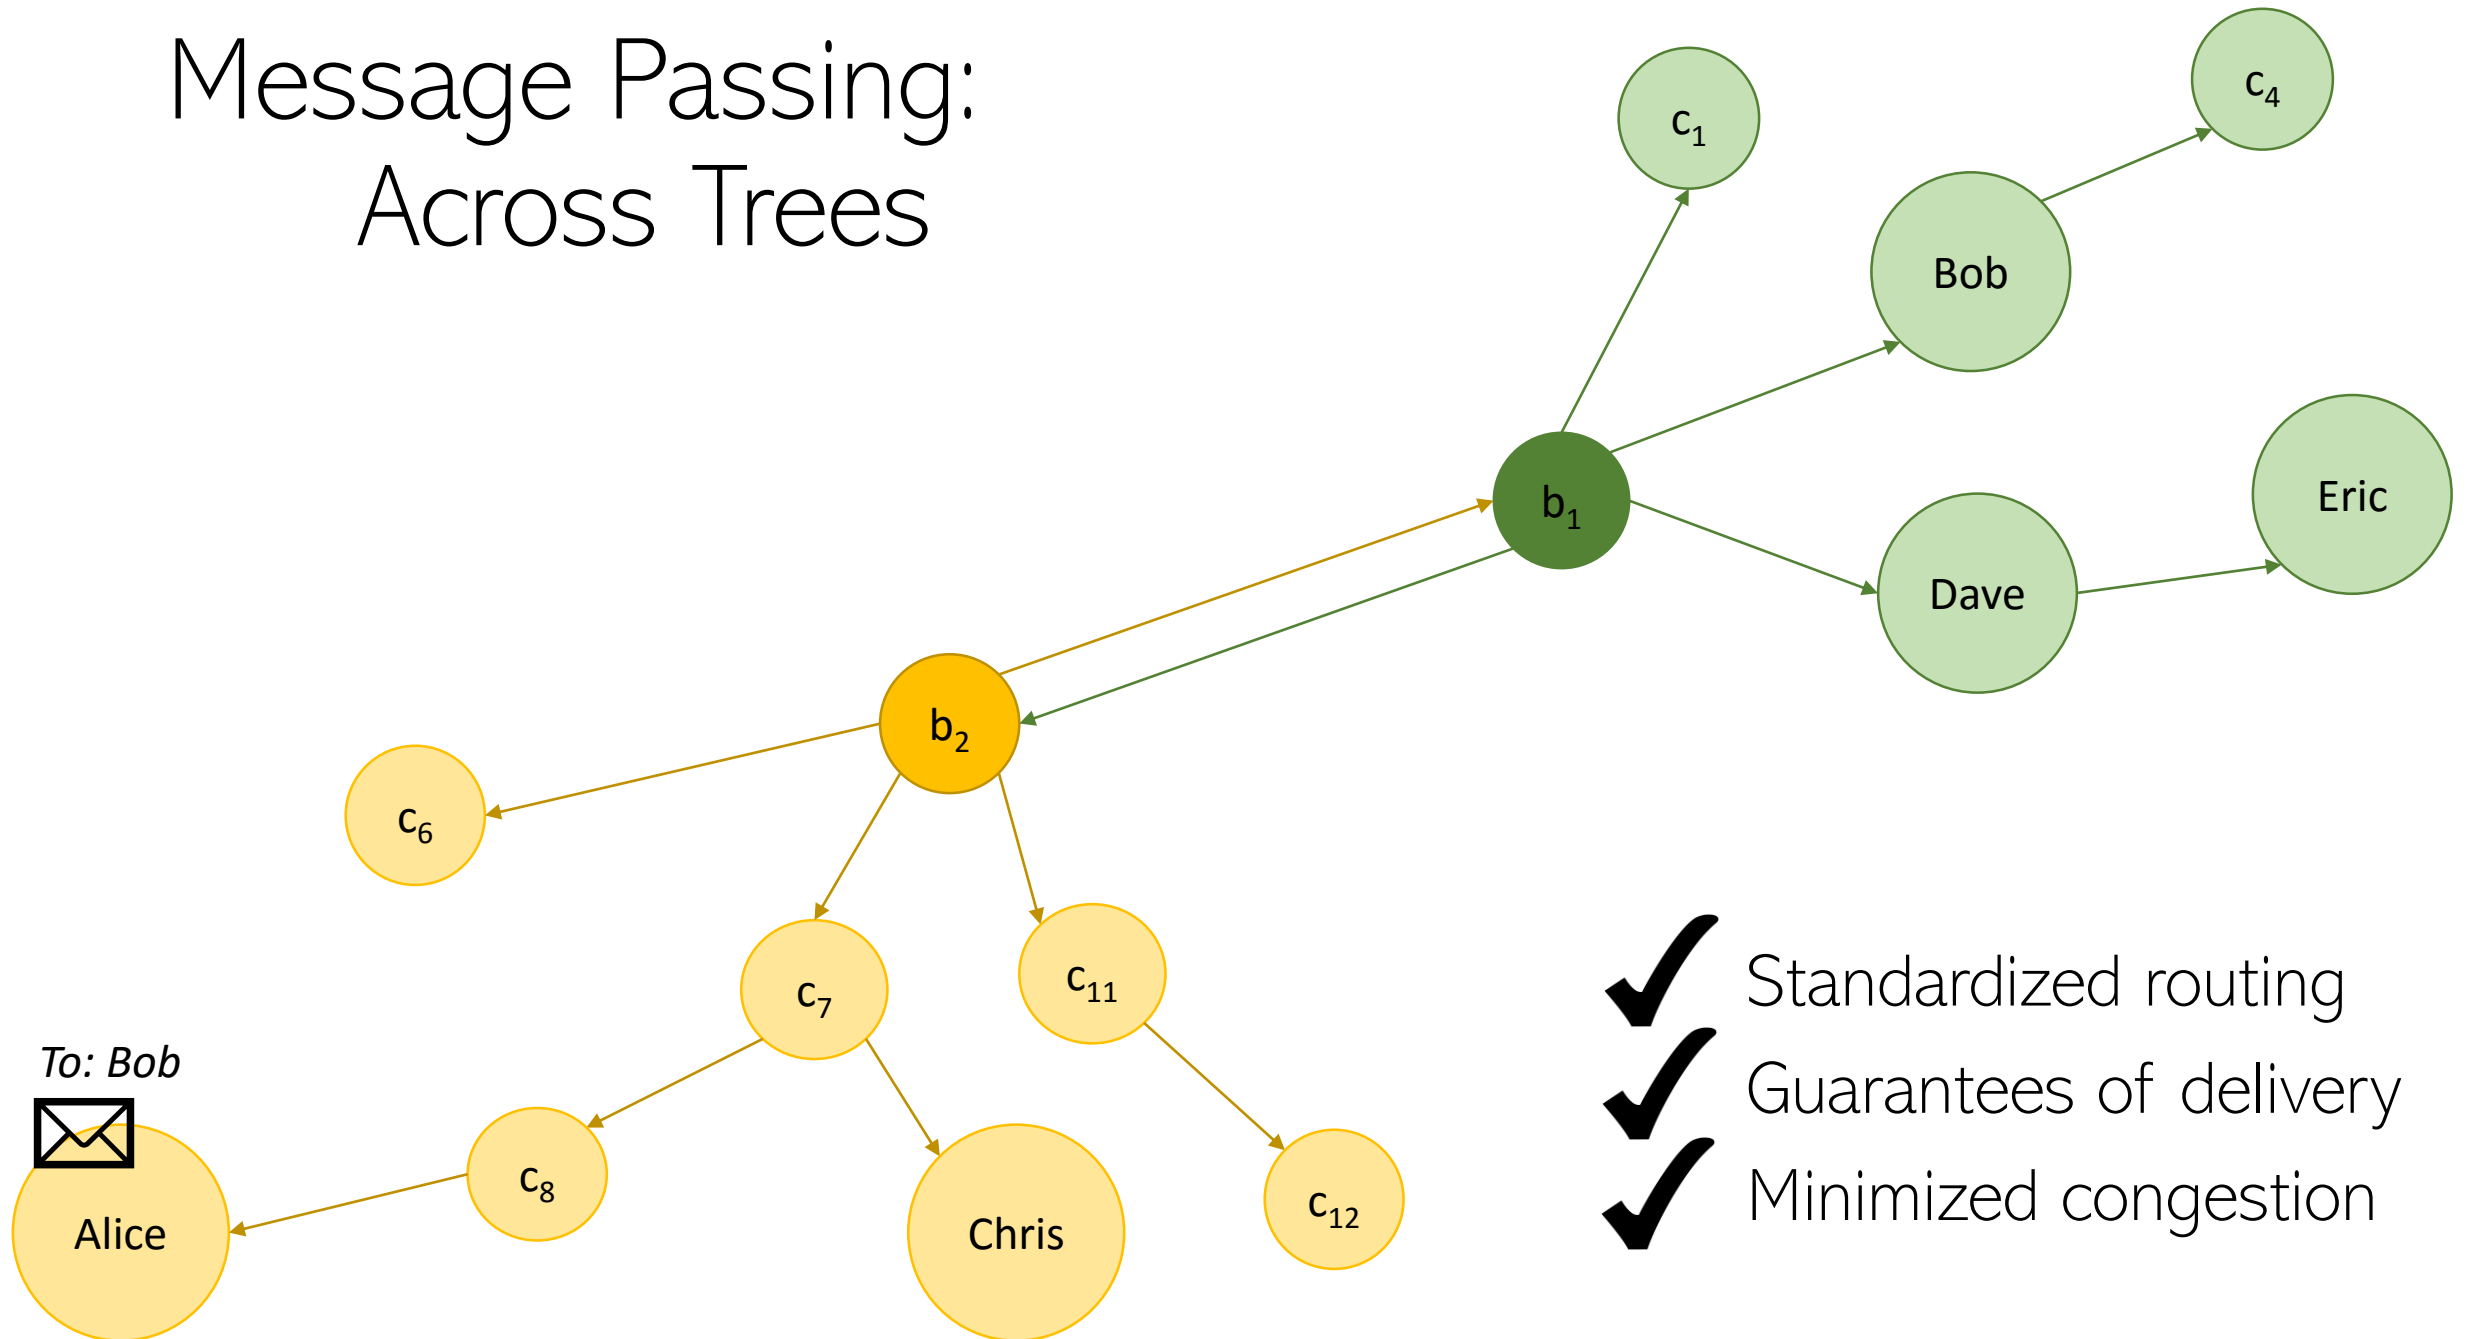 Message Passing:
Across Trees
c₄
c₁
Bob
Eric
b₁
Dave
b₂
c₆
c₇
c₁₁
Standardized routing
To: Bob
Guarantees of delivery
c₈
c₁₂
Minimized congestion
Alice
Chris